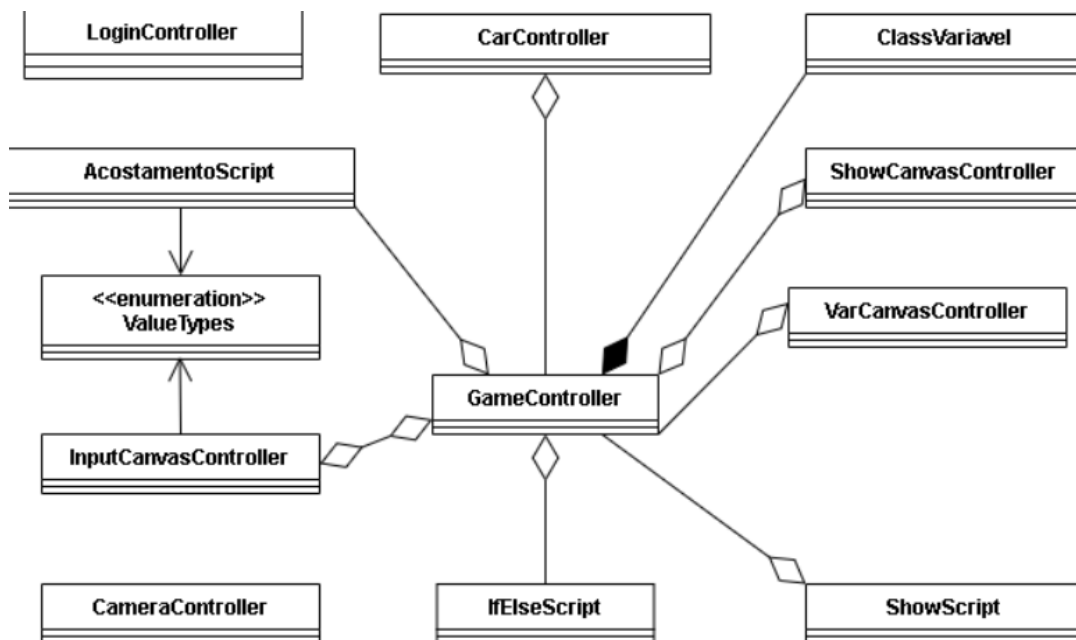 LoginController
CarController
ClassVariavel
AcostamentoScript
ShowCanvasController
<<enumeration>>
ValueTypes
VarCanvasController
GameController
InputCanvasController
CameraController
IfElseScript
ShowScript